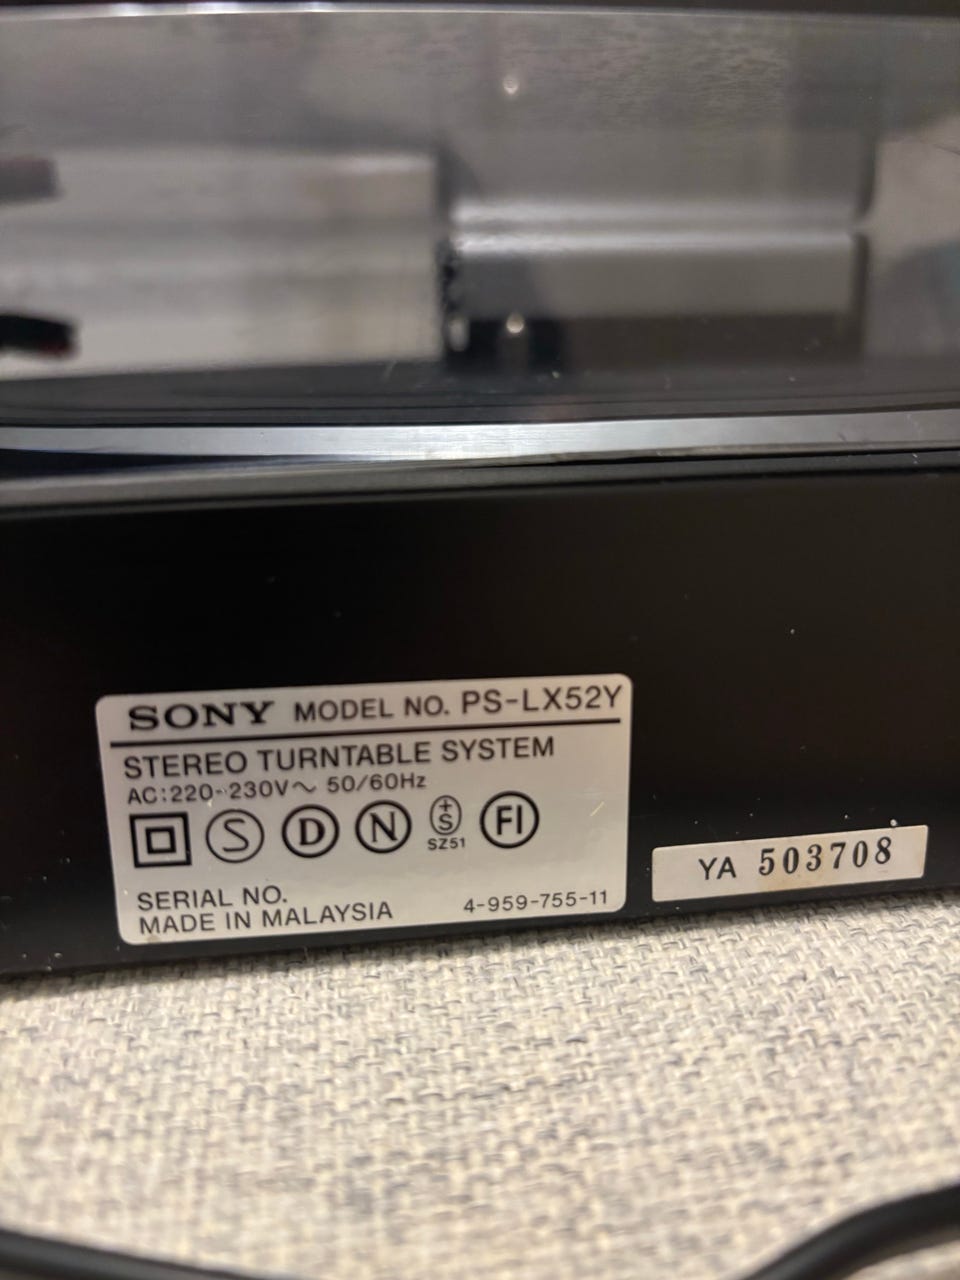 SONY MODEL NO. PS-LX52Y
STEREO TURNTABLE SYSTEM
AC:220-230V~ 50/60Hz
S D N +S FI
SZ51
SERIAL NO.
MADE IN MALAYSIA 4-959-755-11
YA 503708